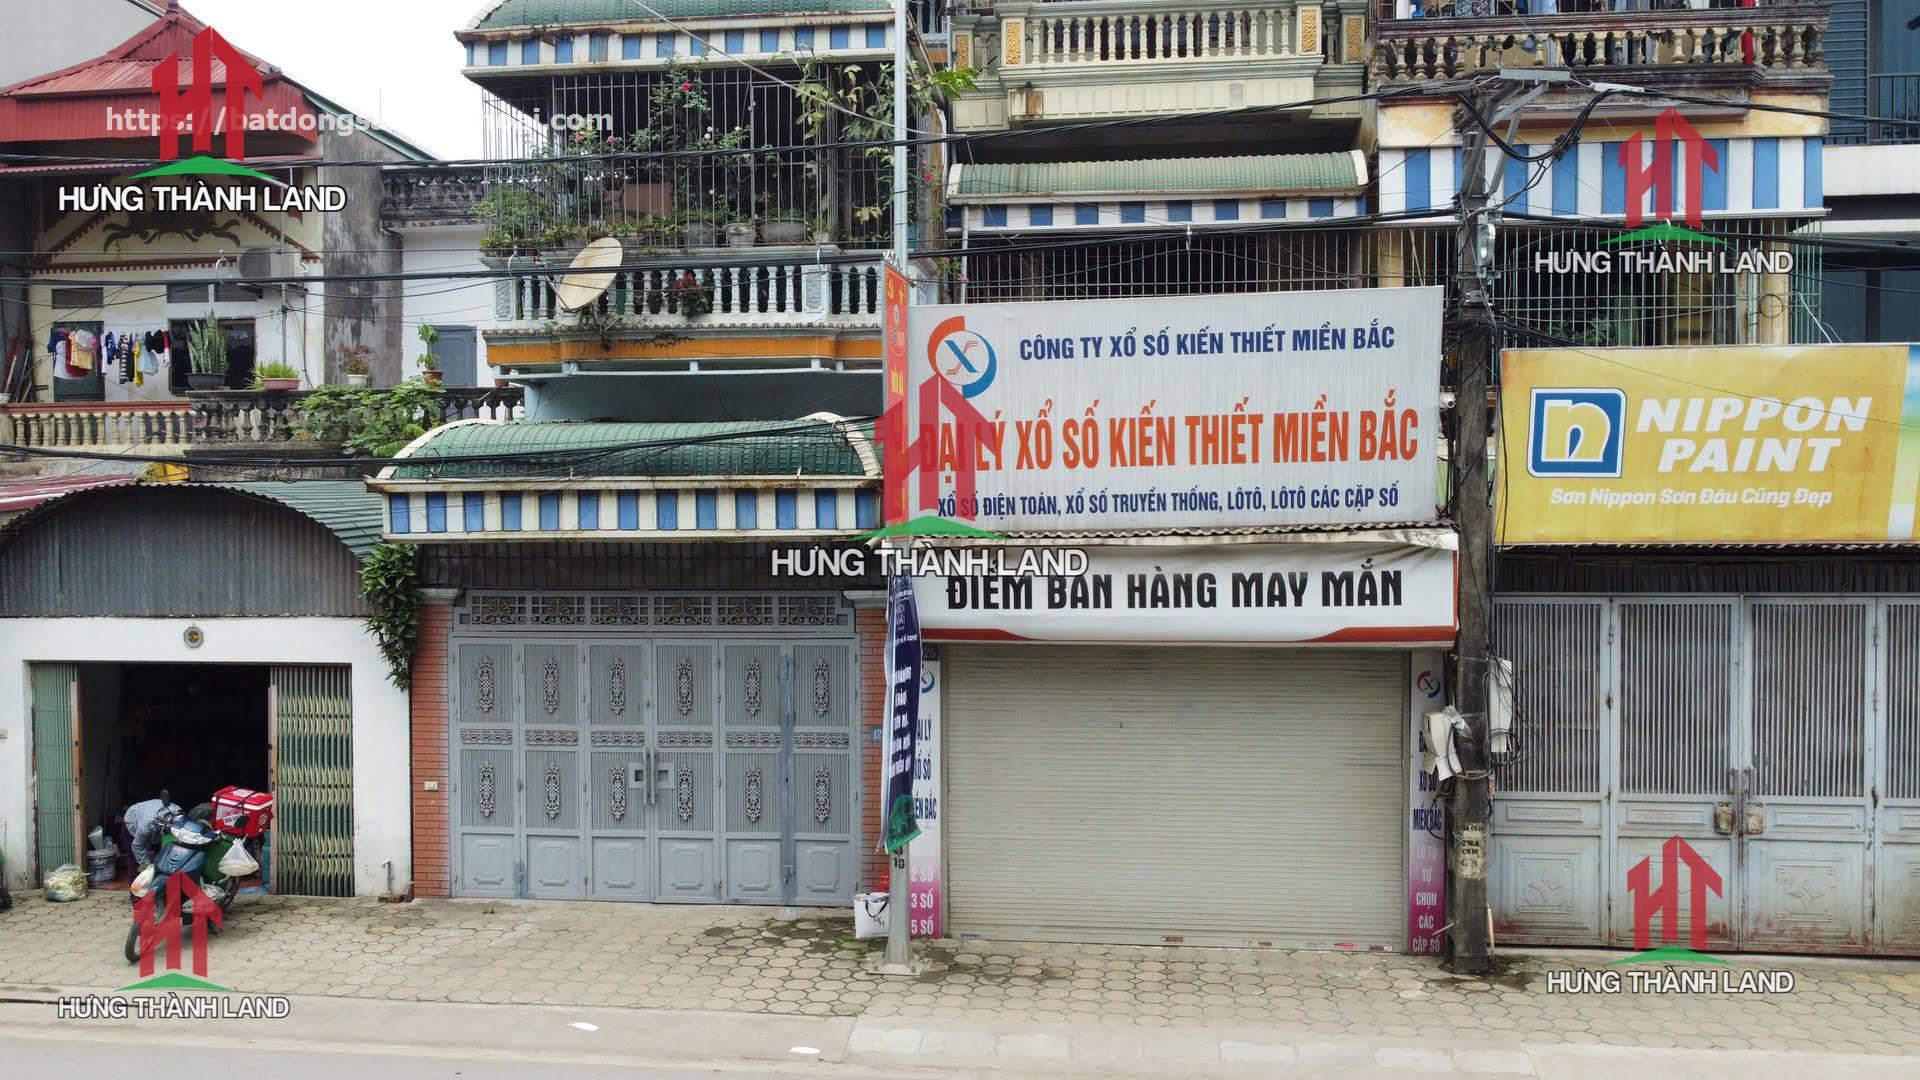 HƯNG THÀNH LAND
HƯNG THÀNH LAND
CÔNG TY XỔ SỐ KIẾN THIẾT MIỀN BẮC
ĐẠI LÝ XỔ SỐ KIẾN THIẾT MIỀN BẮC
XỔ SỐ ĐIỆN TOÁN, XỔ SỐ TRUYỀN THỐNG, LÔTÔ, LÔTÔ CÁC CẶP SỐ
NIPPON
PAINT
Sơn Nippon Sơn Đâu Cũng Đẹp
HƯNG THÀNH LAND
ĐIỂM BÁN HÀNG MAY MẮN
XỔ SỐ
2 SỐ
3 SỐ
5 SỐ
XỔ SỐ
MIỀN BẮC
LÔ TÔ
TỰ
CHỌN
CÁC
CẶP SỐ
HƯNG THÀNH LAND
HƯNG THÀNH LAND